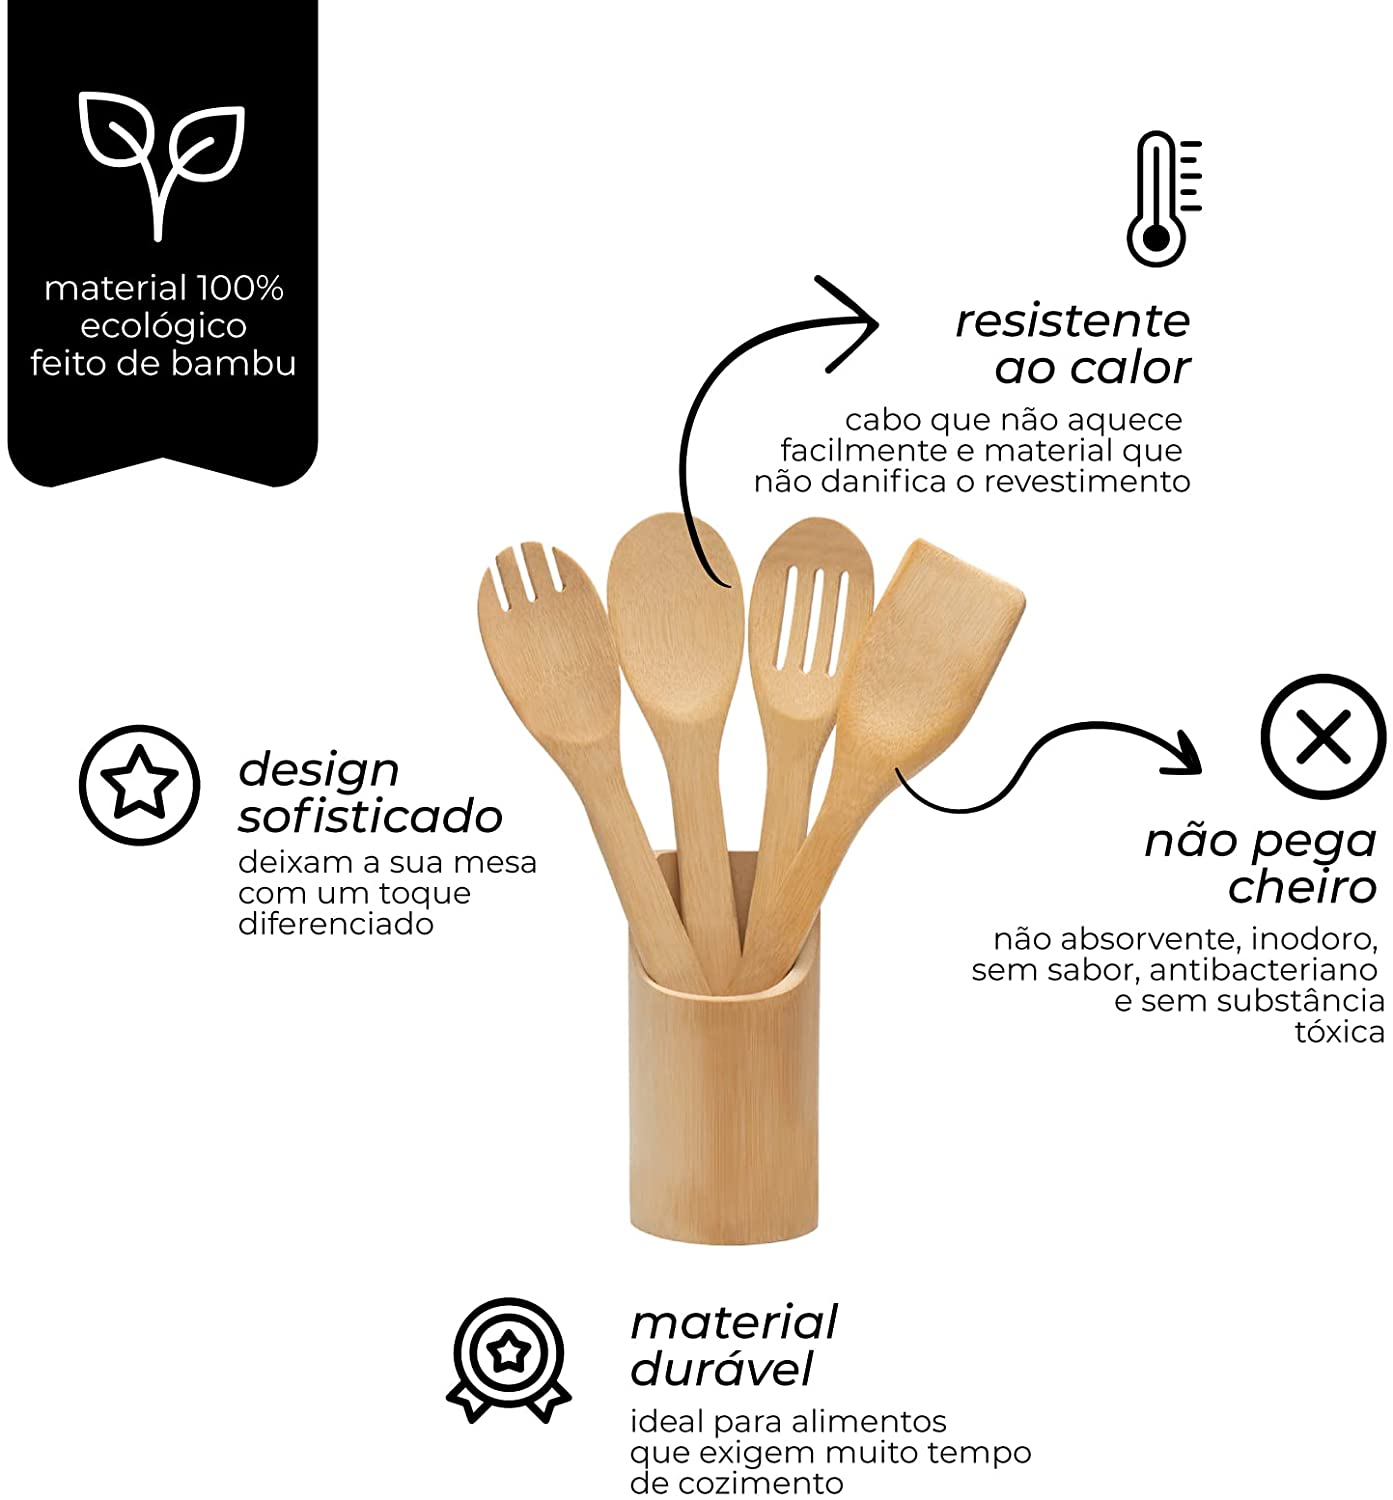 material 100%
ecológico
feito de bambu
resistente
ao calor
cabo que não aquece
facilmente e material que
não danifica o revestimento
design
sofisticado
deixam a sua mesa
com um toque
diferenciado
não pega
cheiro
não absorvente, inodoro,
sem sabor, antibacteriano
e sem substância
tóxica
material
durável
ideal para alimentos
que exigem muito tempo
de cozimento